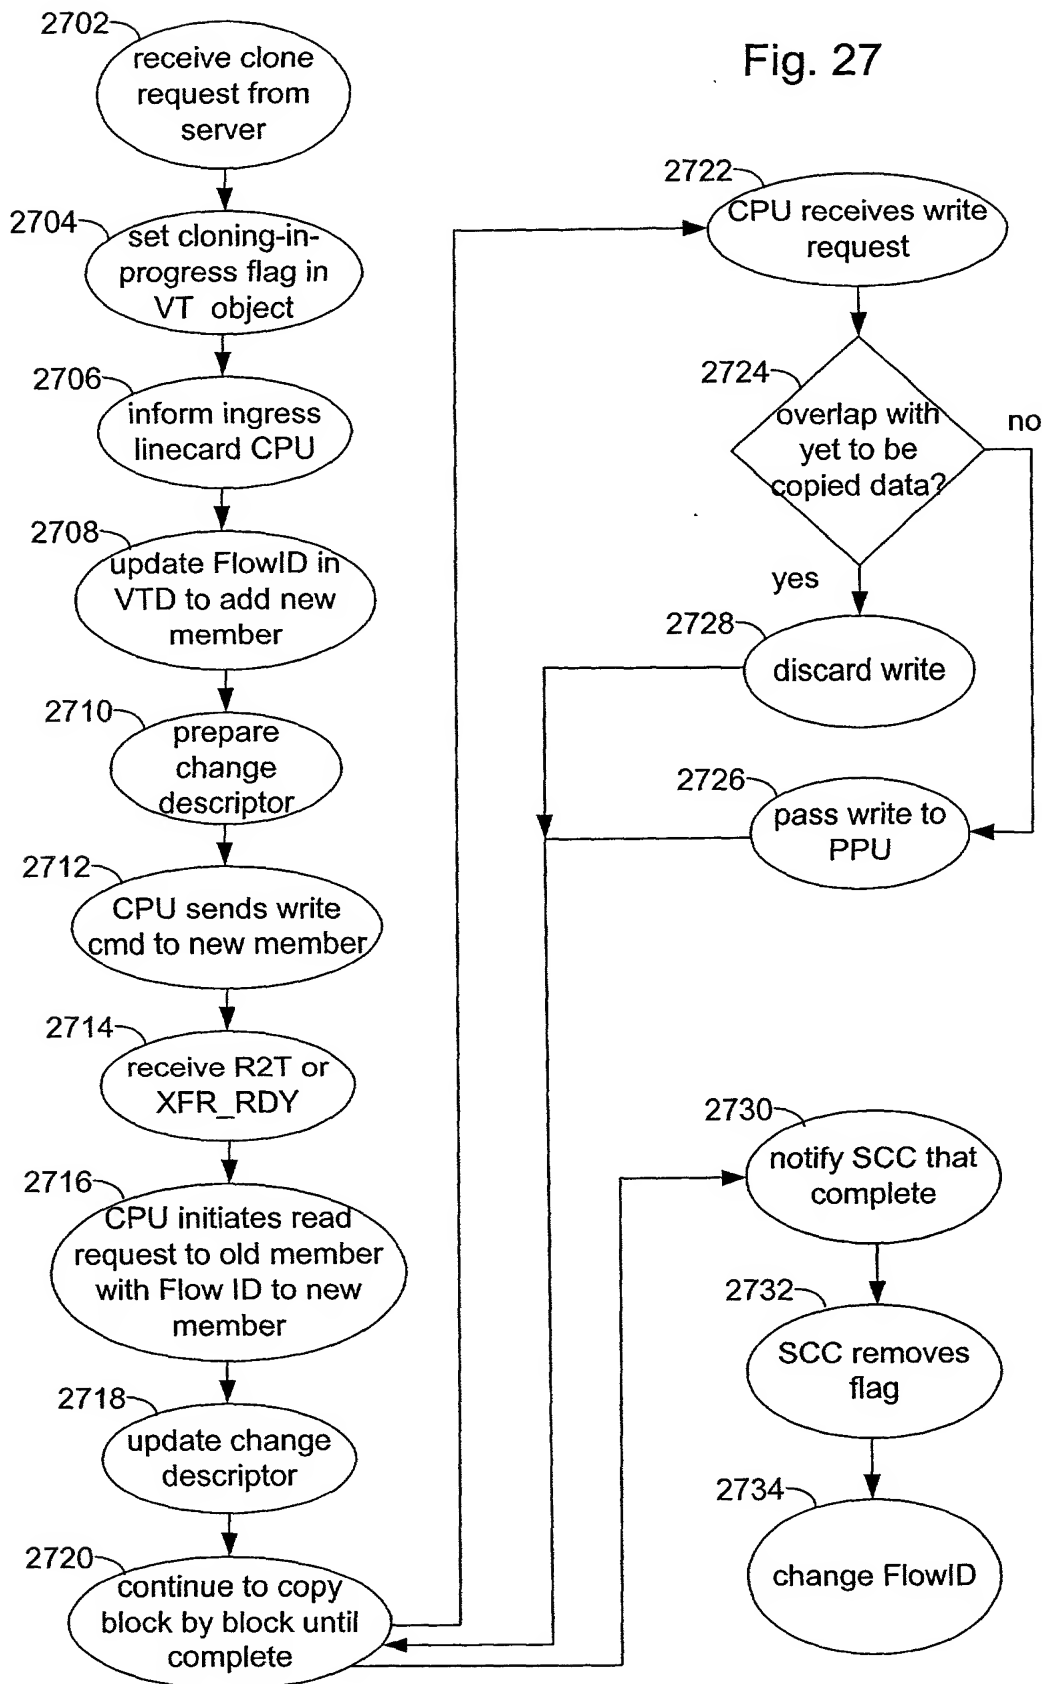 Fig. 27
2702
receive clone
request from
server
2704
set cloning-in-
progress flag in
VT object
2706
inform ingress
linecard CPU
2708
update FlowID in
VTD to add new
member
2710
prepare
change
descriptor
2712
CPU sends write
cmd to new member
2714
receive R2T or
XFR_RDY
2716
CPU initiates read
request to old member
with Flow ID to new
member
2718
update change
descriptor
2720
continue to copy
block by block until
complete
2722
CPU receives write
request
2724
overlap with
yet to be
copied data?
no
yes
2728
discard write
2726
pass write to
PPU
2730
notify SCC that
complete
2732
SCC removes
flag
2734
change FlowID